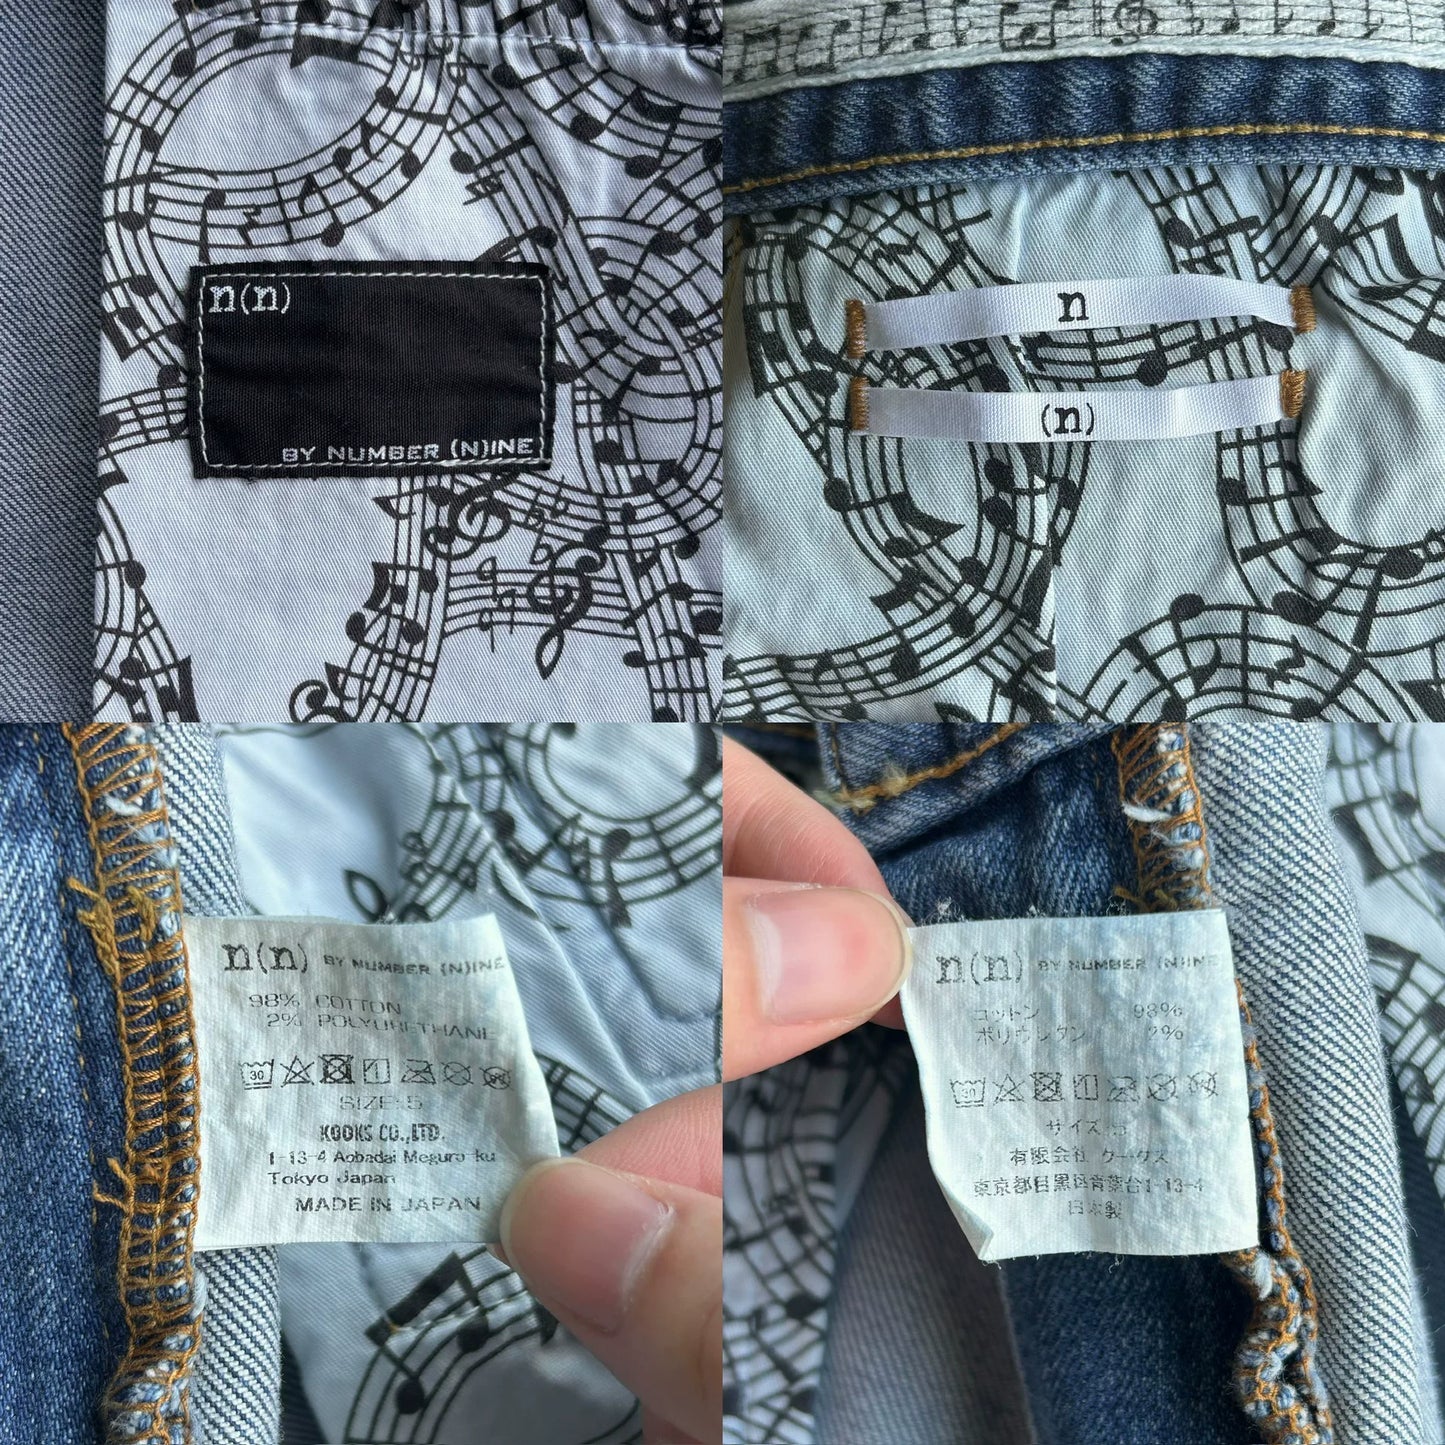 n(n)
BY NUMBER (N)INE
n
(n)
n(n) BY NUMBER (N)INE
98% COTTON
2% POLYURETHANE
30
SIZE:5
KOOKS CO.,LTD.
1-13-4 Aobadai Meguro-ku
Tokyo Japan
MADE IN JAPAN
n(n) BY NUMBER (N)INE
コットン 98%
ポリウレタン 2%
30
サイズ:5
有限会社 クークス
東京都目黒区青葉台1-13-4
日本製